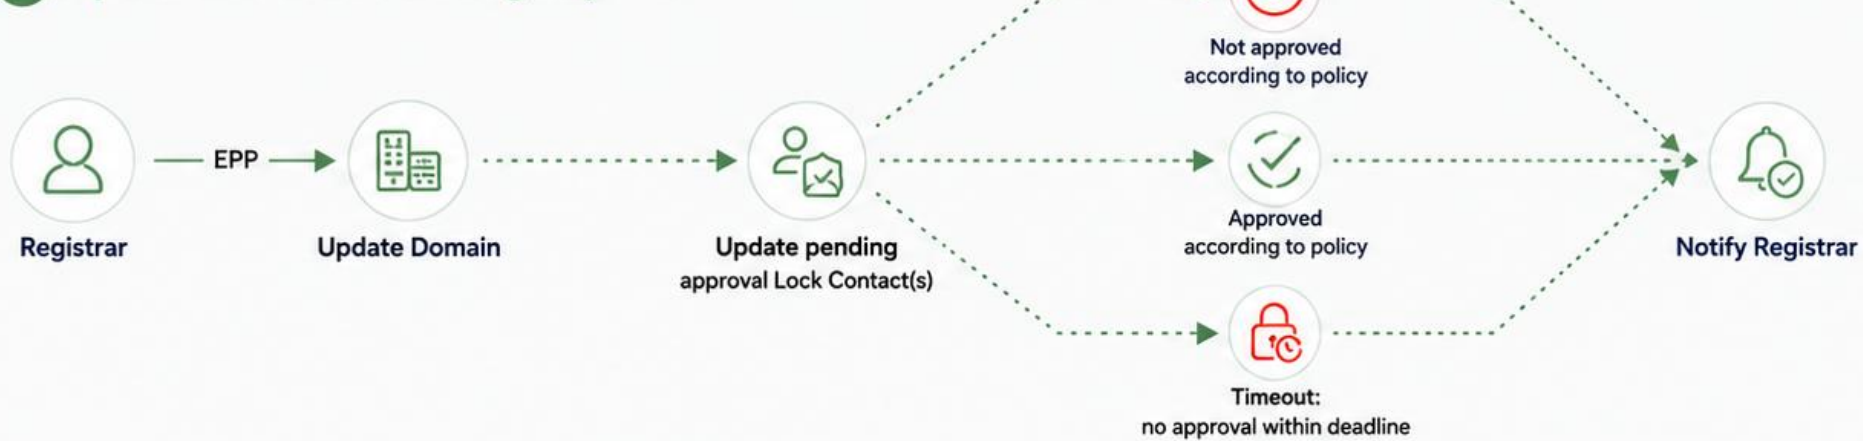 Not approved
according to policy
Registrar
EPP
Update Domain
Update pending
approval Lock Contact(s)
Approved
according to policy
Notify Registrar
Timeout:
no approval within deadline